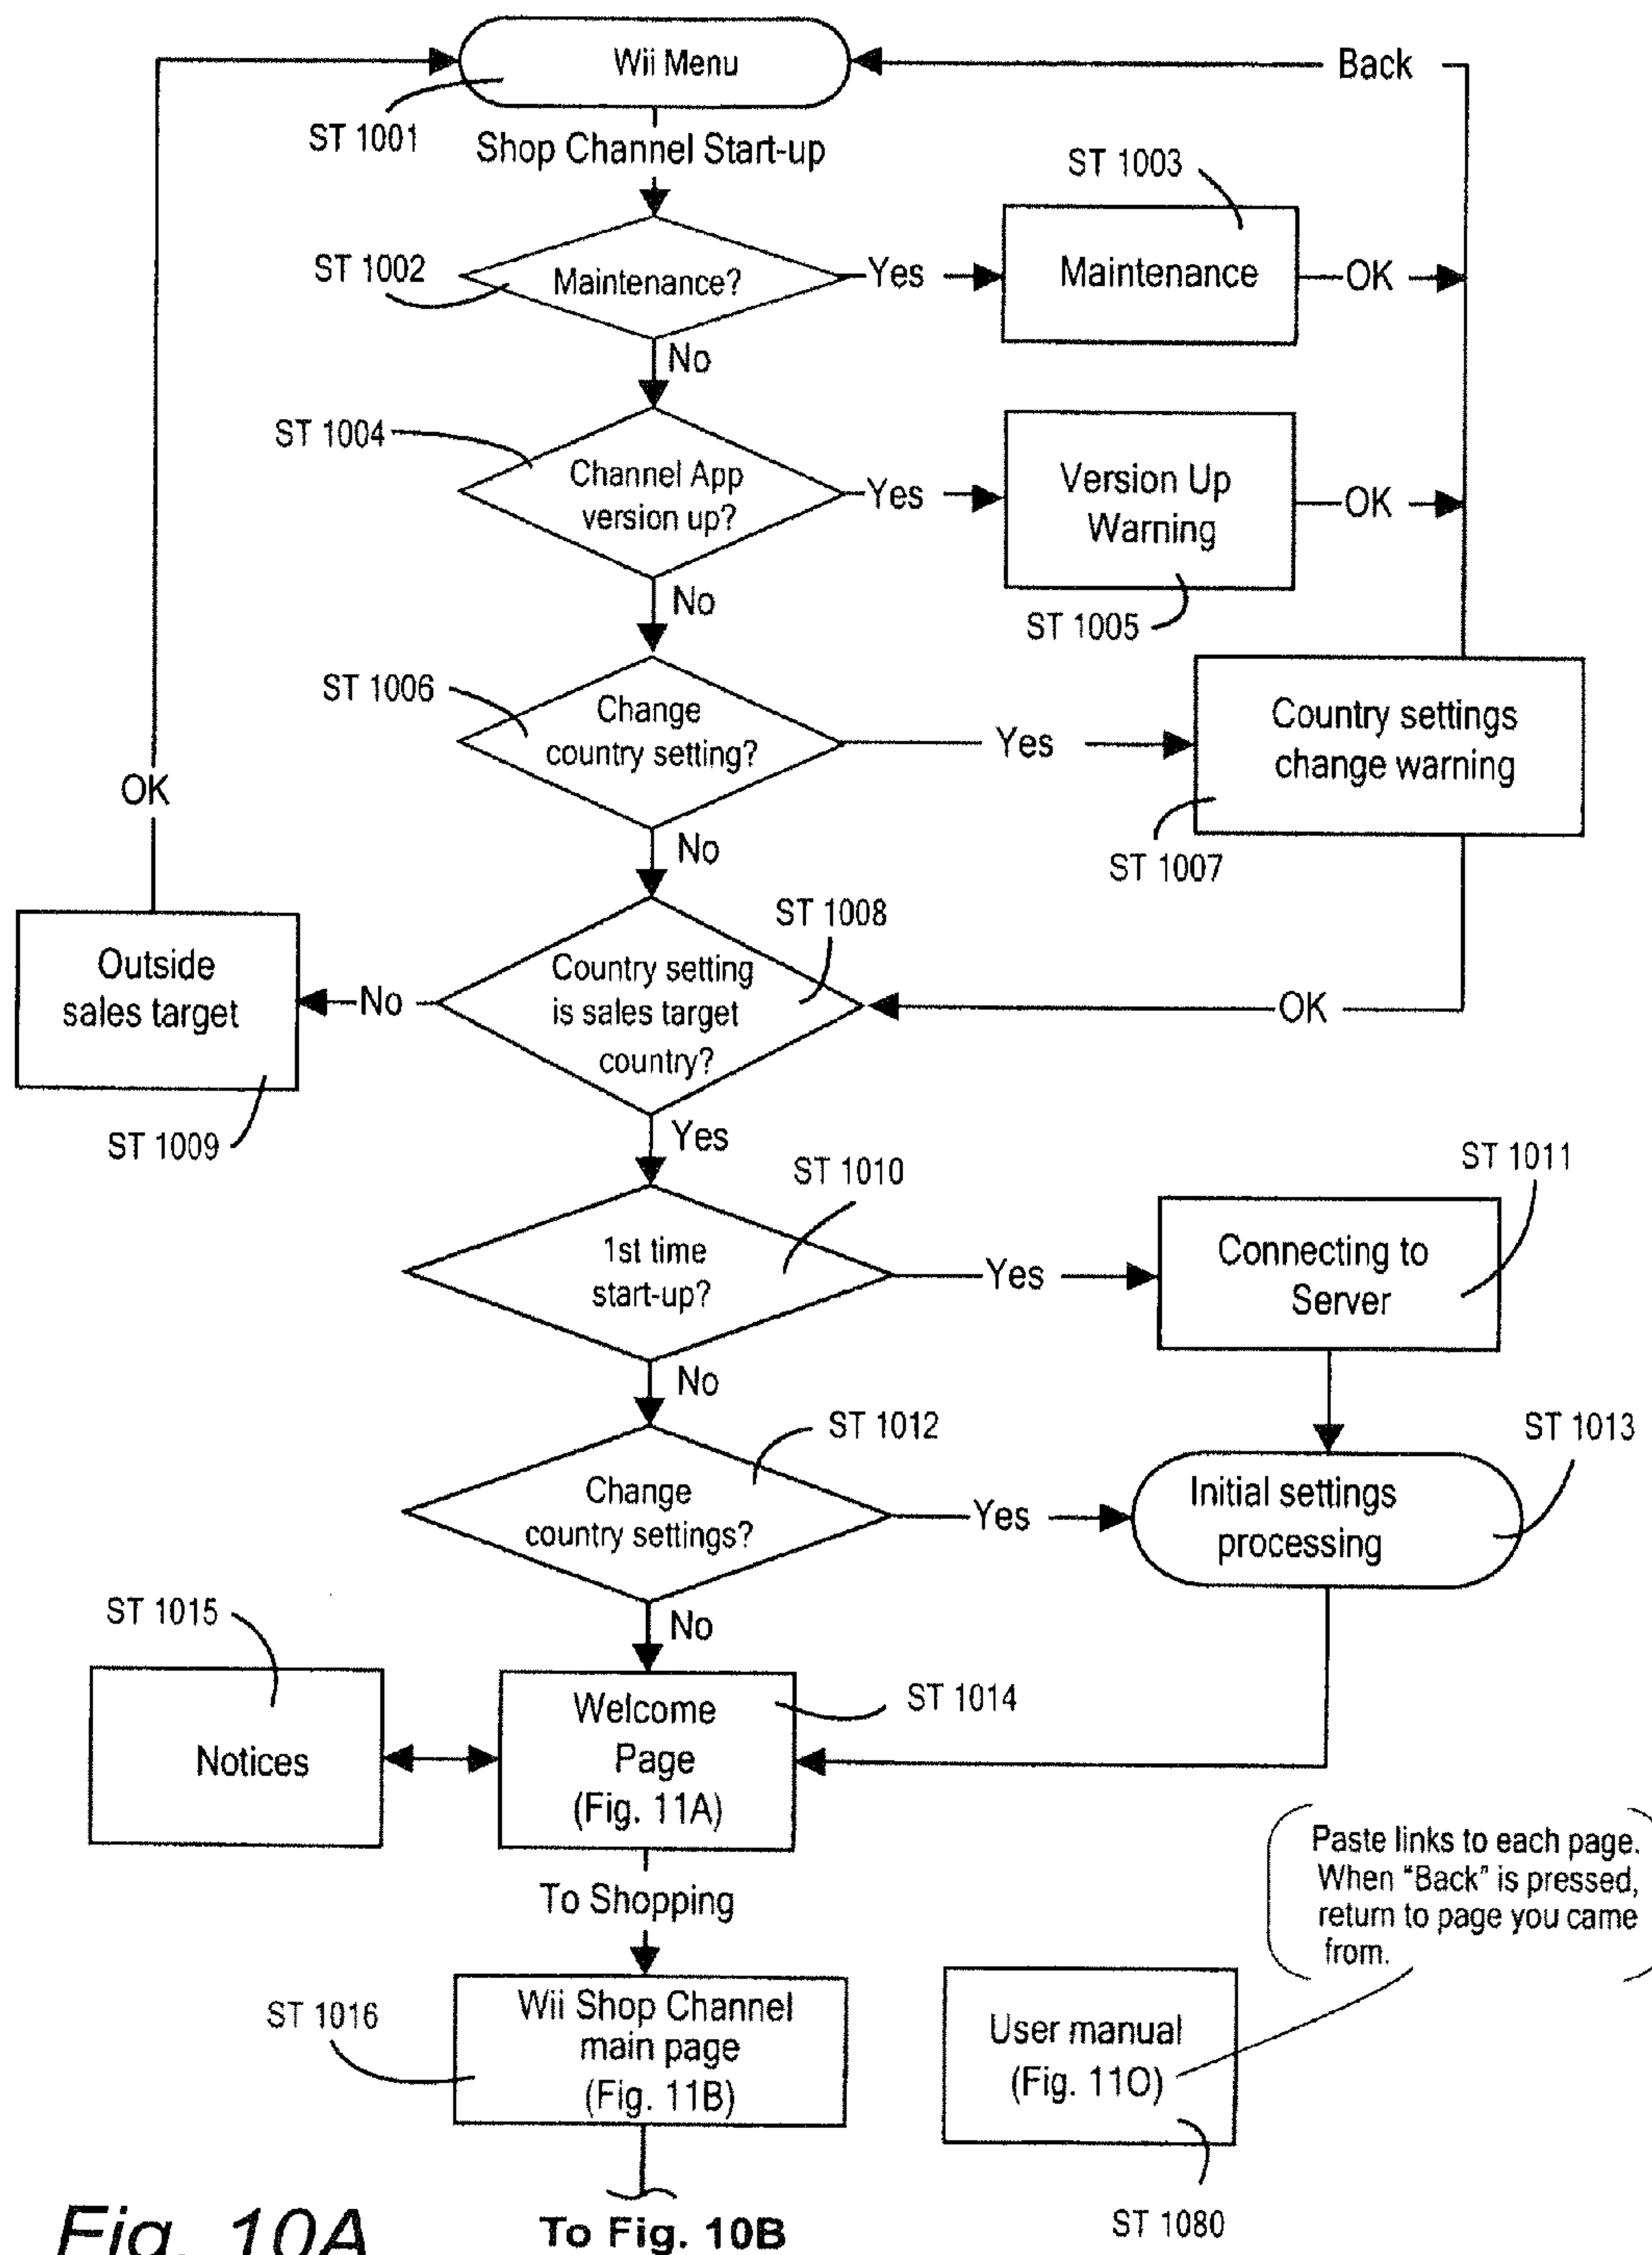 Wii Menu
Back
ST 1001
Shop Channel Start-up
ST 1003
ST 1002
Maintenance?
Yes
Maintenance
OK
No
ST 1004
Channel App
version up?
Yes
Version Up
Warning
OK
No
ST 1005
ST 1006
Change
country setting?
Yes
Country settings
change warning
OK
No
ST 1007
ST 1008
Outside
sales target
No
Country setting
is sales target
country?
OK
ST 1009
Yes
ST 1010
ST 1011
1st time
start-up?
Yes
Connecting to
Server
No
ST 1012
ST 1013
Change
country settings?
Yes
Initial settings
processing
ST 1015
No
Notices
Welcome
Page
(Fig. 11A)
ST 1014
To Shopping
Paste links to each page.
When "Back" is pressed,
return to page you came
from.
ST 1016
Wii Shop Channel
main page
(Fig. 11B)
User manual
(Fig. 11O)
ST 1080
Fig. 10A
To Fig. 10B